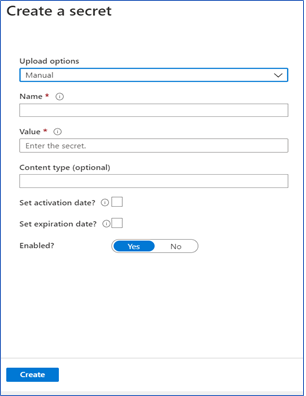 Create a secret
Upload options
Manual
Name *
Value *
Enter the secret.
Content type (optional)
Set activation date?
Set expiration date?
Enabled?
Yes No
Create